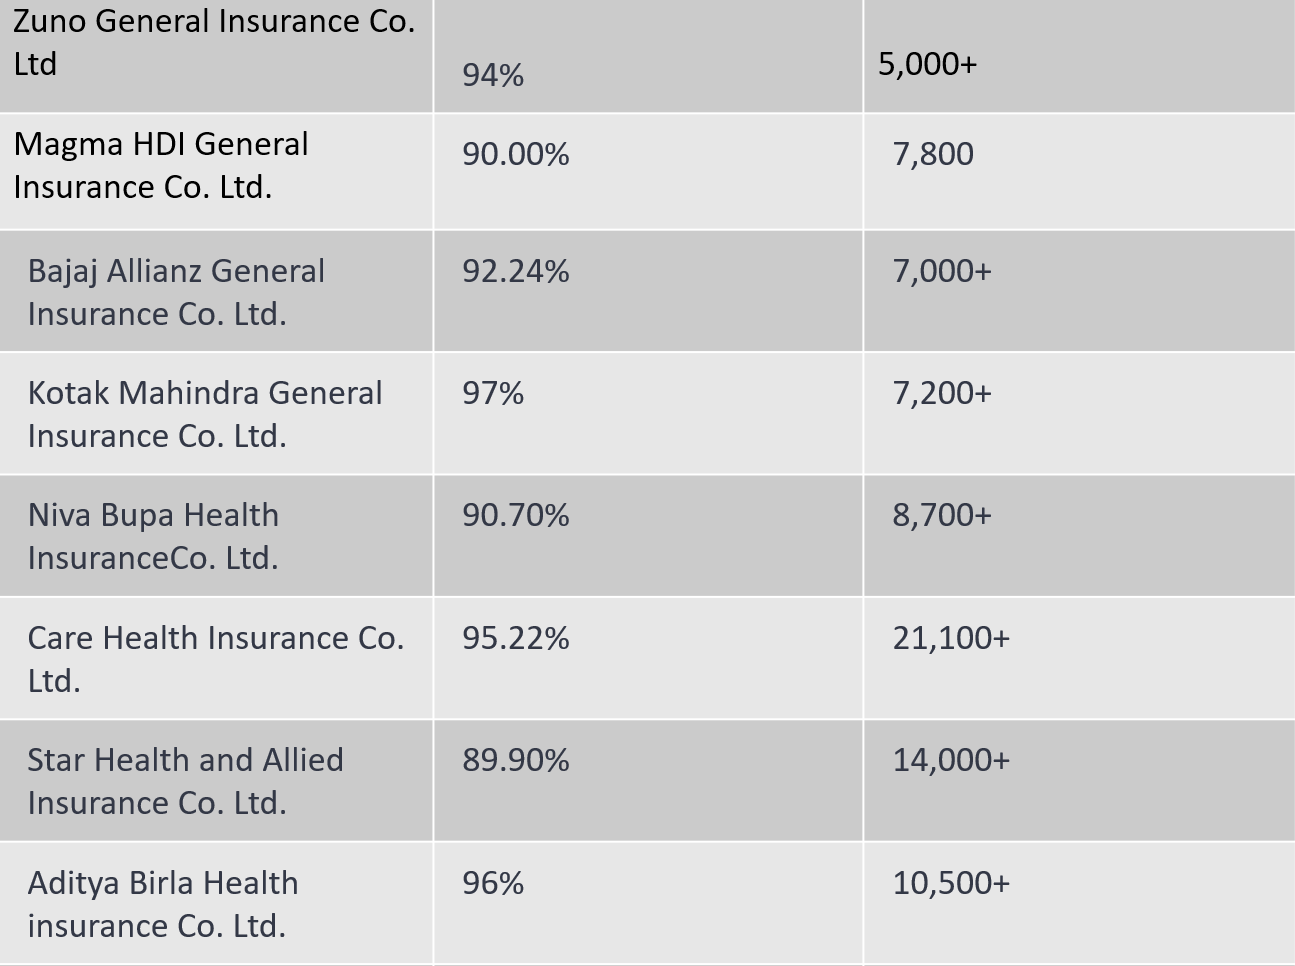 Zuno General Insurance Co.
Ltd
94%
5,000+
Magma HDI General
Insurance Co. Ltd.
90.00%
7,800
Bajaj Allianz General
Insurance Co. Ltd.
92.24%
7,000+
Kotak Mahindra General
Insurance Co. Ltd.
97%
7,200+
Niva Bupa Health
InsuranceCo. Ltd.
90.70%
8,700+
Care Health Insurance Co.
Ltd.
95.22%
21,100+
Star Health and Allied
Insurance Co. Ltd.
89.90%
14,000+
Aditya Birla Health
insurance Co. Ltd.
96%
10,500+